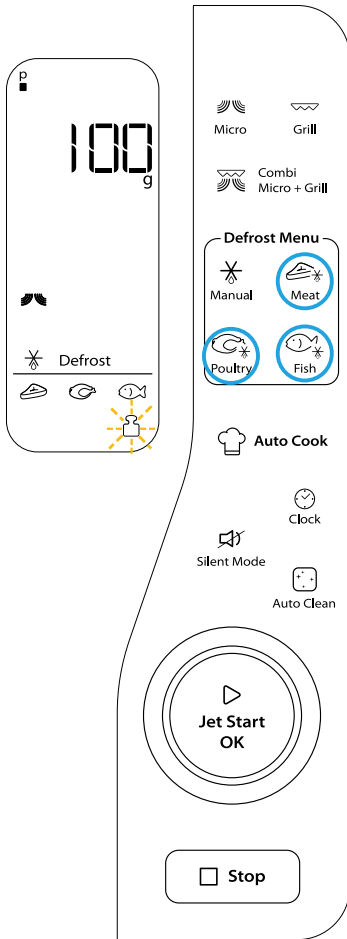 p
100
g
Defrost
Micro
Grill
Combi
Micro + Grill
Defrost Menu
Manual
Meat
Poultry
Fish
Auto Cook
Clock
Silent Mode
Auto Clean
Jet Start
OK
Stop